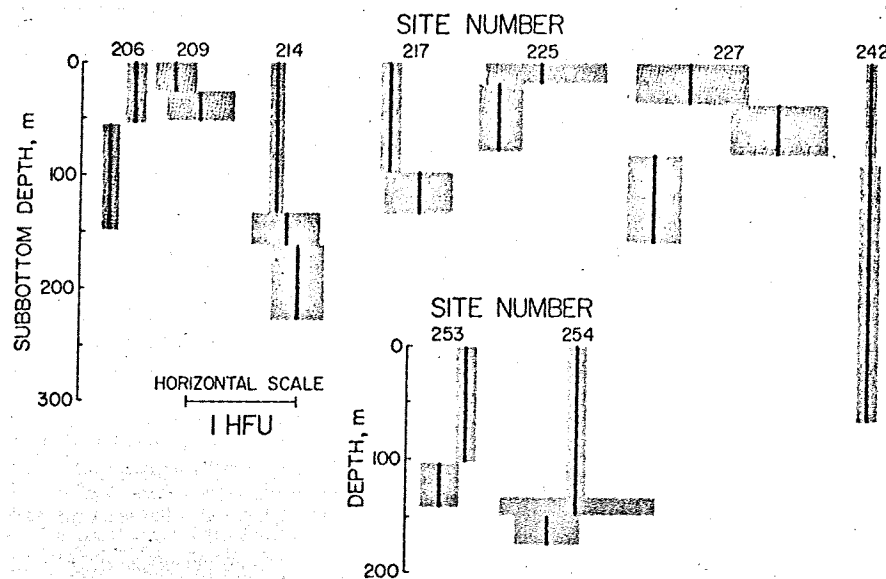 SITE NUMBER
206 209 214 217 225 227 242
0
100
200
300
SUBBOTTOM DEPTH, m
HORIZONTAL SCALE
1 HFU
SITE NUMBER
253 254
0
100
200
DEPTH, m